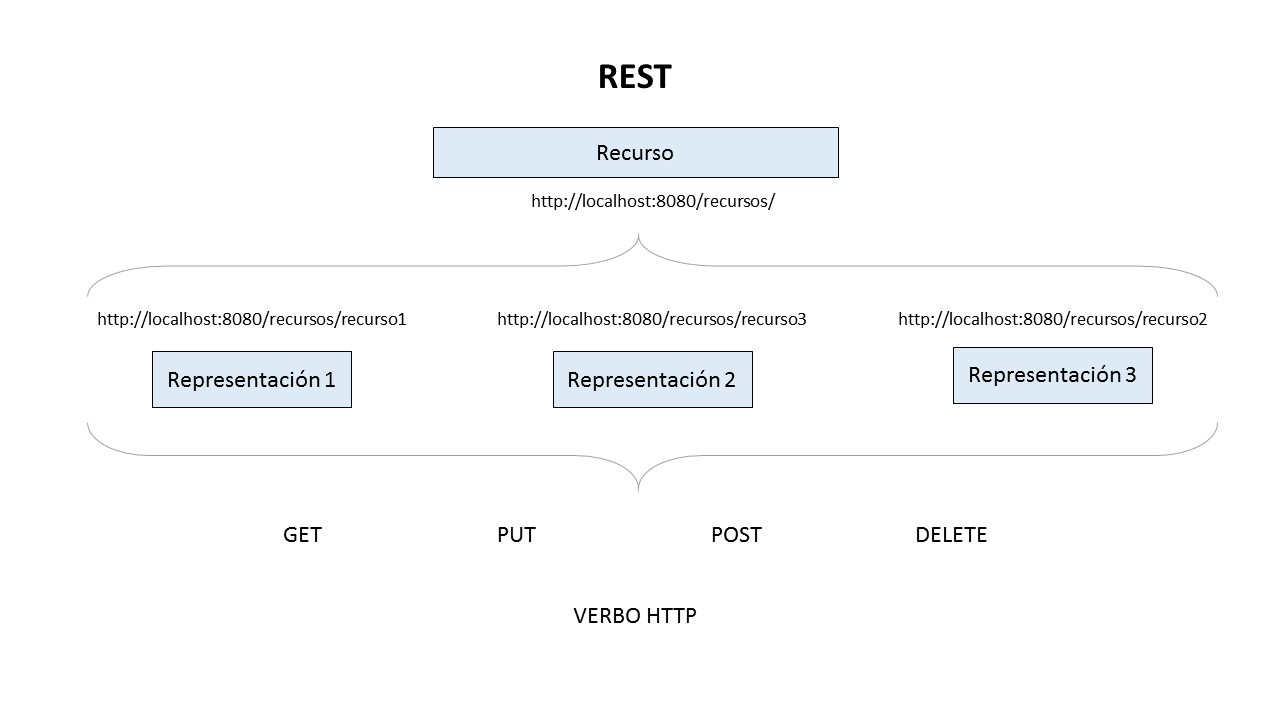 REST
Recurso
http://localhost:8080/recursos/
http://localhost:8080/recursos/recurso1
http://localhost:8080/recursos/recurso3
http://localhost:8080/recursos/recurso2
Representación 1
Representación 2
Representación 3
GET
PUT
POST
DELETE
VERBO HTTP